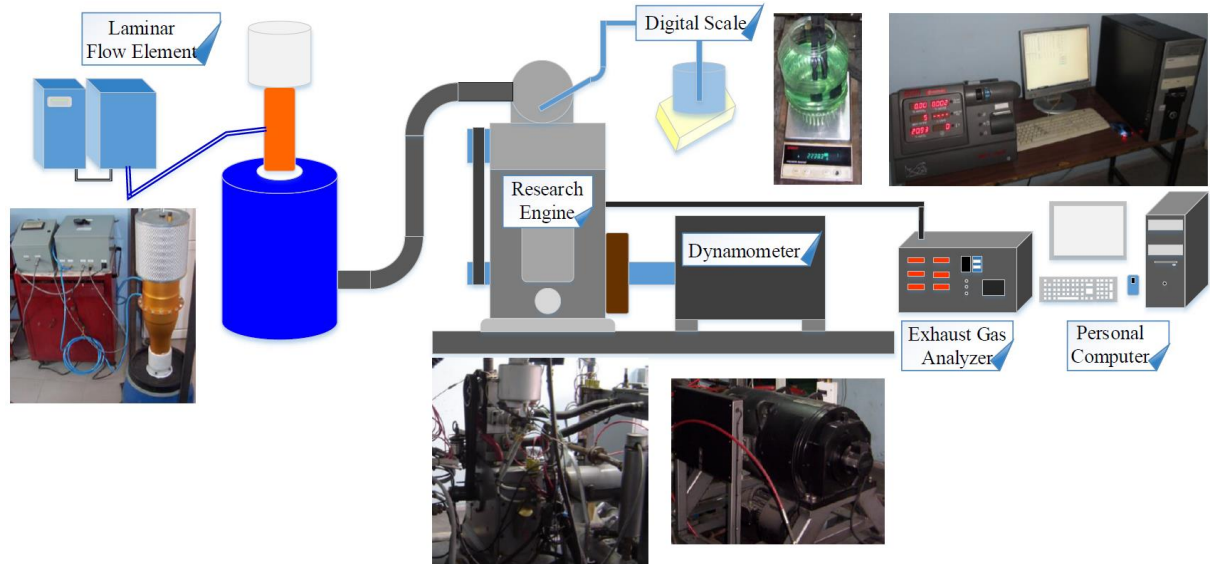 Laminar
Flow Element
Digital Scale
Research
Engine
Dynamometer
Exhaust Gas
Analyzer
Personal
Computer